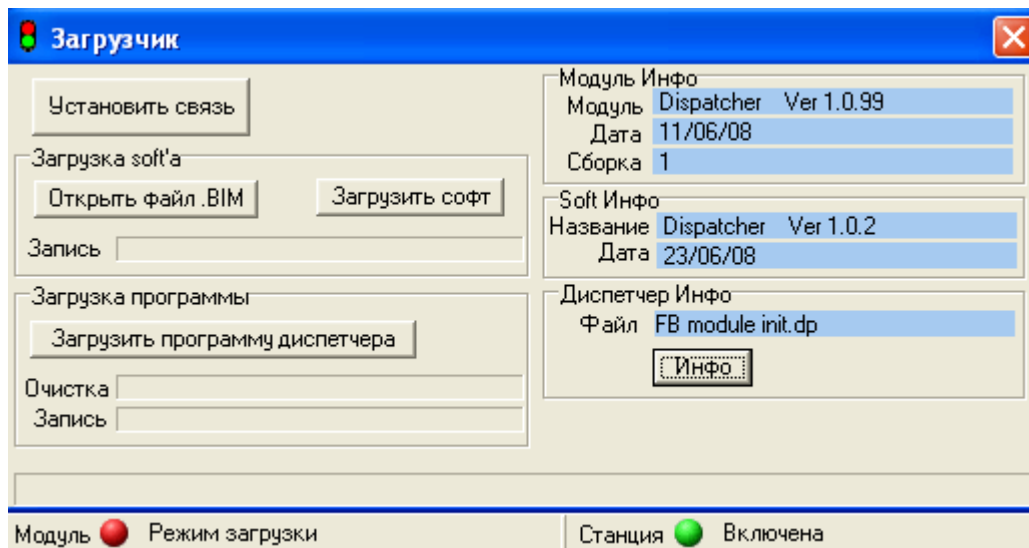 Загрузчик
Установить связь
Загрузка soft'а
Открыть файл .BIM
Загрузить софт
Запись
Загрузка программы
Загрузить программу диспетчера
Очистка
Запись
Модуль Инфо
Модуль Dispatcher Ver 1.0.99
Дата 11/06/08
Сборка 1
Soft Инфо
Название Dispatcher Ver 1.0.2
Дата 23/06/08
Диспетчер Инфо
Файл FB module init.dp
Инфо
Модуль Режим загрузки
Станция Включена